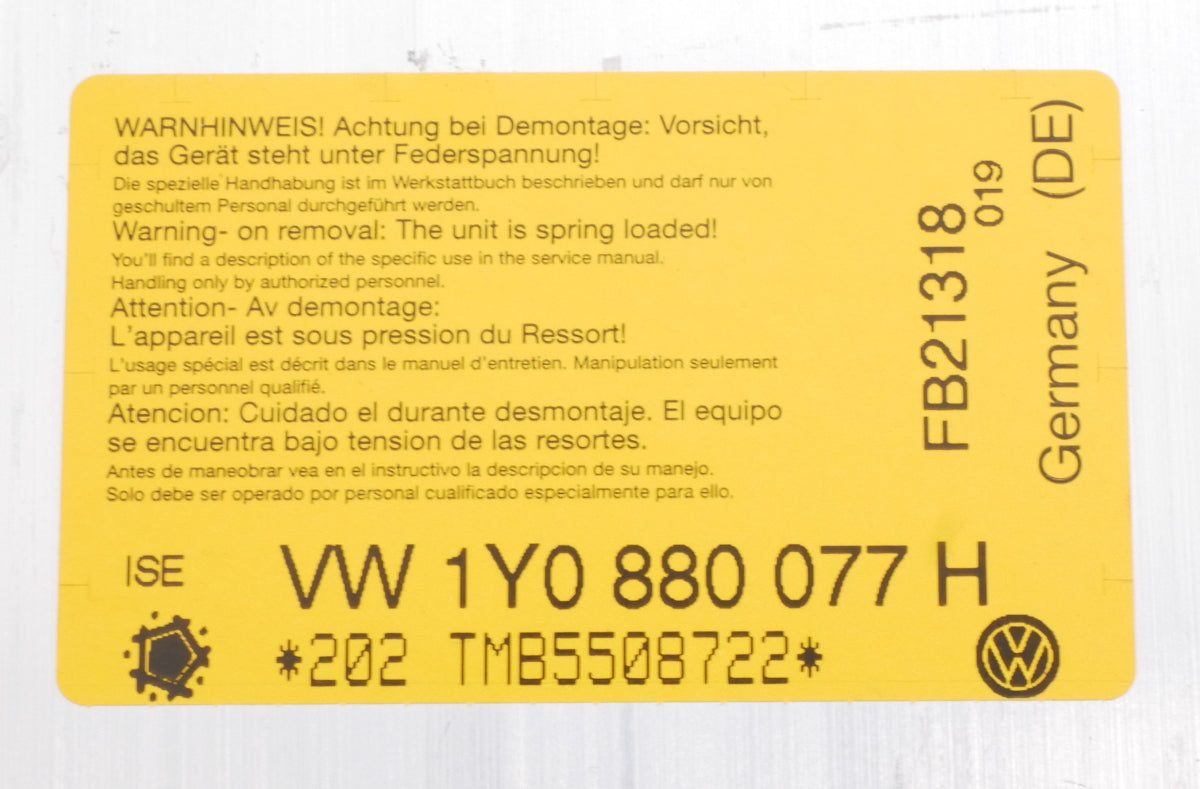 WARNHINWEIS! Achtung bei Demontage: Vorsicht,
das Gerät steht unter Federspannung!
Die spezielle Handhabung ist im Werkstattbuch beschrieben und darf nur von
geschultem Personal durchgeführt werden.
Warning- on removal: The unit is spring loaded!
You'll find a description of the specific use in the service manual.
Handling only by authorized personnel.
Attention- Av demontage:
L'appareil est sous pression du Ressort!
L'usage spécial est décrit dans le manuel d'entretien. Manipulation seulement
par un personnel qualifié.
Atencion: Cuidado el durante desmontaje. El equipo
se encuentra bajo tension de las resortes.
Antes de maneobrar vea en el instructivo la descripcion de su manejo.
Solo debe ser operado por personal cualificado especialmente para ello.
FB21318
019
Germany (DE)
ISE
VW 1Y0 880 077 H
*202 TMB5508722*
VW